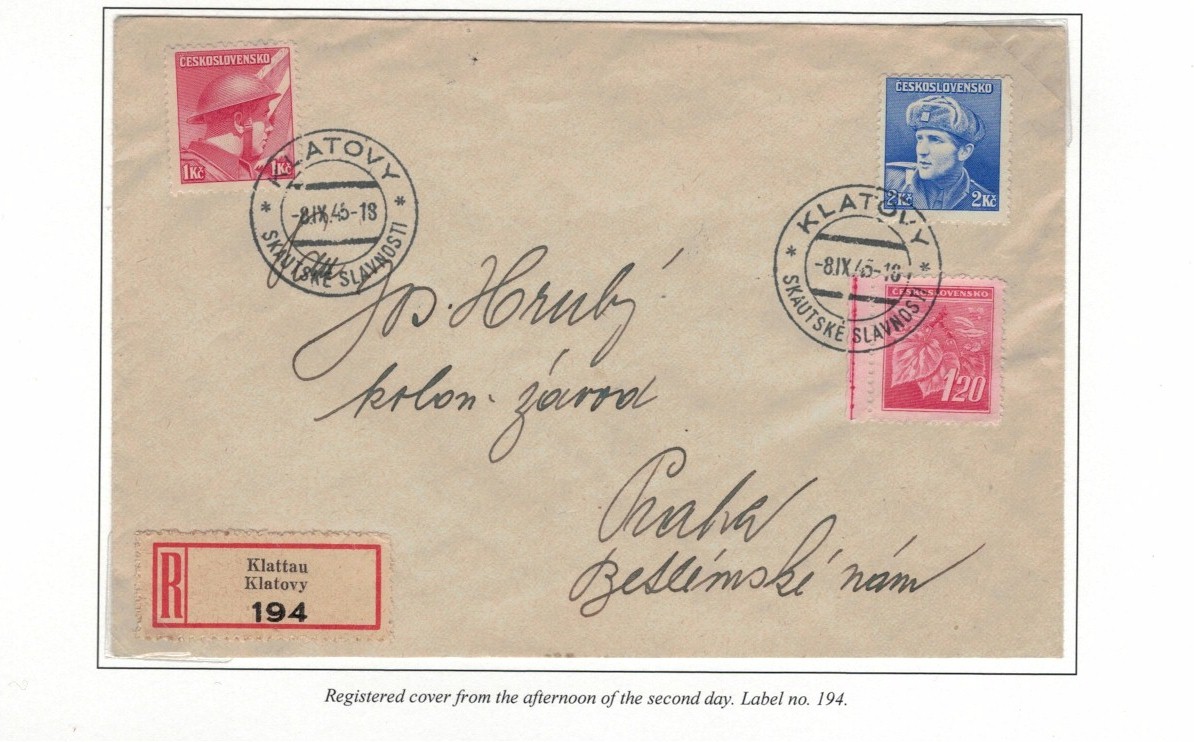 ČESKOSLOVENSKO
1Kč 1Kč
KLATOVY
-8.IX.45-18
* SKAUTSKÉ SLAVNOSTI *
ČESKOSLOVENSKO
2Kč 2Kč
KLATOVY
-8.IX.45-18
* SKAUTSKÉ SLAVNOSTI *
ČESKOSLOVENSKO
1.20
Jos. Hrubý
kolon. závod
Praha
Betlémské nám
R
Klattau
Klatovy
194
Registered cover from the afternoon of the second day. Label no. 194.